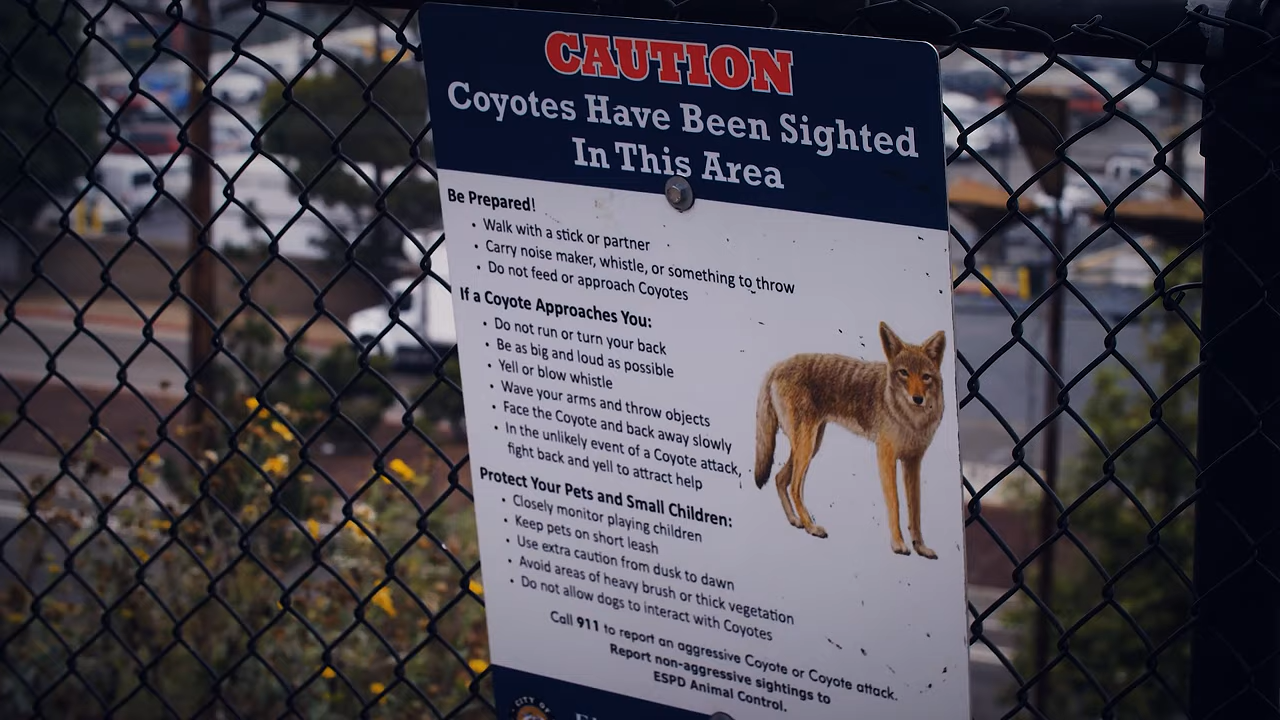 CAUTION
Coyotes Have Been Sighted
In This Area
Be Prepared!
• Walk with a stick or partner
• Carry noise maker, whistle, or something to throw
• Do not feed or approach Coyotes
If a Coyote Approaches You:
• Do not run or turn your back
• Be as big and loud as possible
• Yell or blow whistle
• Wave your arms and throw objects
• Face the Coyote and back away slowly
• In the unlikely event of a Coyote attack,
fight back and yell to attract help
Protect Your Pets and Small Children:
• Closely monitor playing children
• Keep pets on short leash
• Use extra caution from dusk to dawn
• Avoid areas of heavy brush or thick vegetation
• Do not allow dogs to interact with Coyotes
Call 911 to report an aggressive Coyote or Coyote attack.
Report non-aggressive sightings to
ESPD Animal Control.
CITY OF